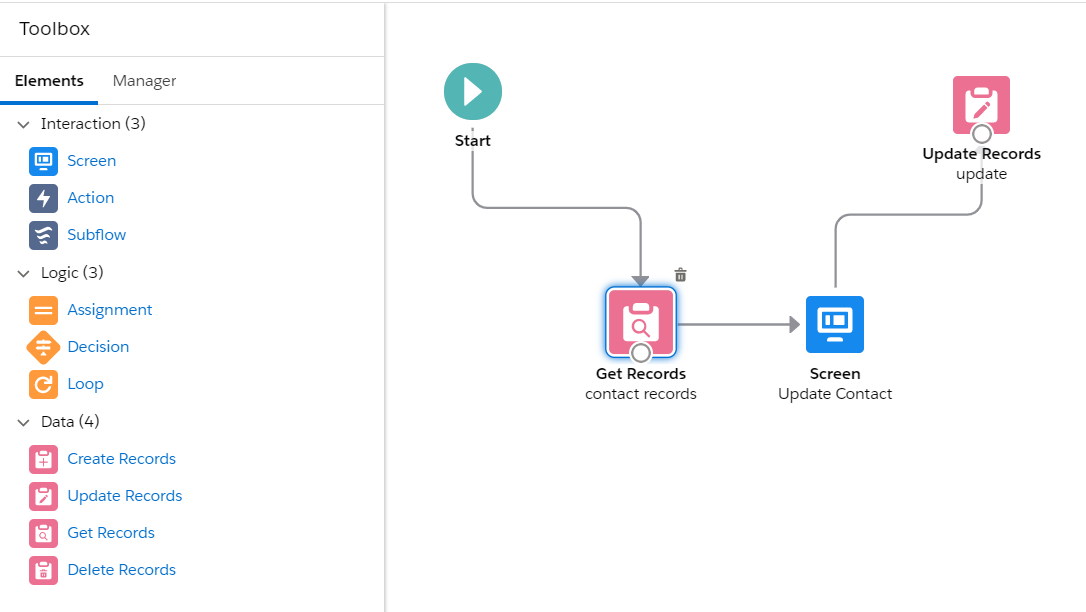 Toolbox
Elements
Manager
Interaction (3)
Screen
Action
Subflow
Logic (3)
Assignment
Decision
Loop
Data (4)
Create Records
Update Records
Get Records
Delete Records
Start
Update Records
update
Get Records
contact records
Screen
Update Contact